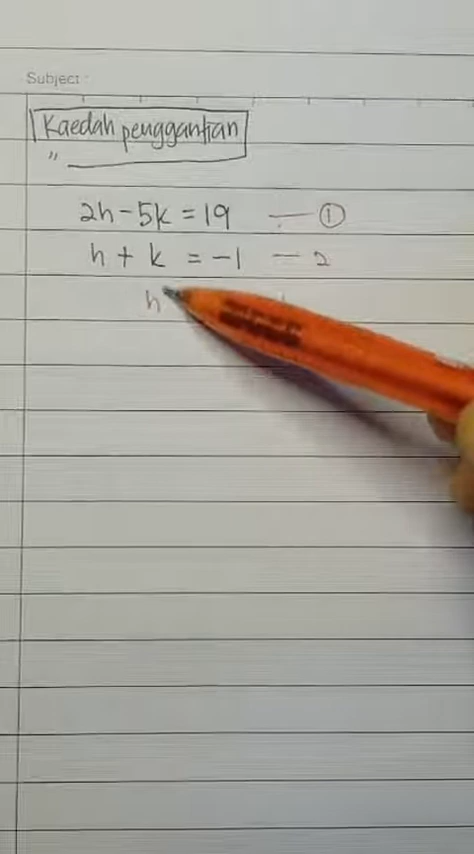 Subject :
Kaedah penggantian
"
2h - 5k = 19 — ①
h + k = -1 — 2
h